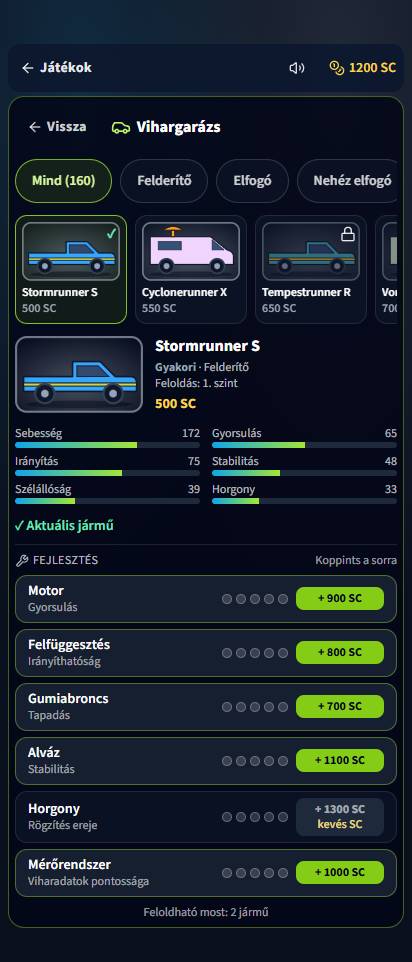 Játékok
1200 SC
Vissza
Vihargarázs
Mind (160)
Felderítő
Elfogó
Nehéz elfogó
Stormrunner S
500 SC
Cyclonerunner X
550 SC
Tempestrunner R
650 SC
Stormrunner S
Gyakori · Felderítő
Feloldás: 1. szint
500 SC
Sebesség 172
Gyorsulás 65
Irányítás 75
Stabilitás 48
Szélállóság 39
Horgony 33
✓ Aktuális jármű
FEJLESZTÉS
Koppints a sorra
Motor
Gyorsulás
+ 900 SC
Felfüggesztés
Irányíthatóság
+ 800 SC
Gumiabroncs
Tapadás
+ 700 SC
Alváz
Stabilitás
+ 1100 SC
Horgony
Rögzítés ereje
+ 1300 SC
kevés SC
Mérőrendszer
Viharadatok pontossága
+ 1000 SC
Feloldható most: 2 jármű